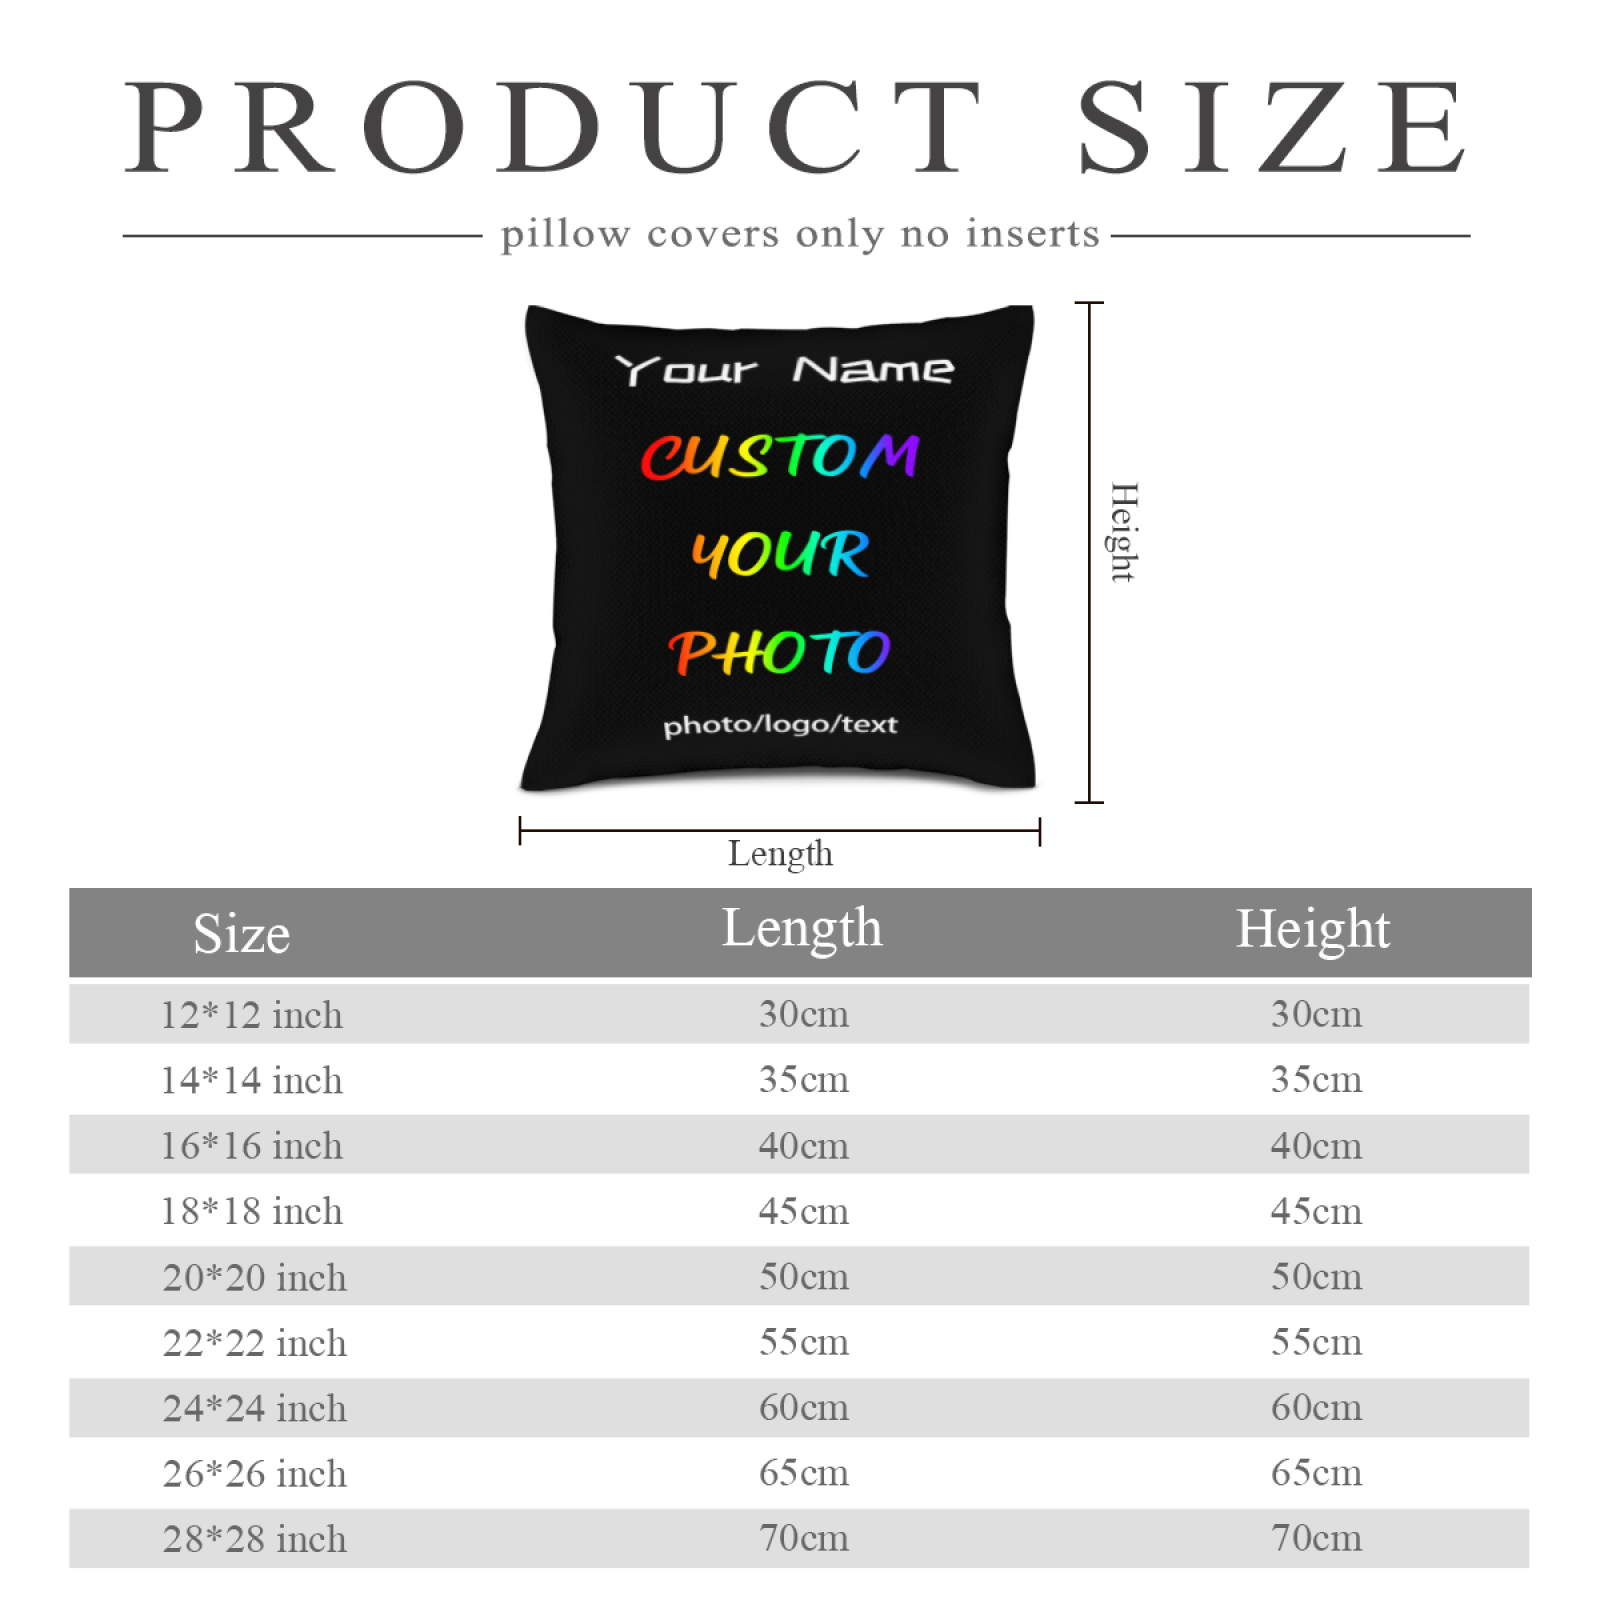 PRODUCT SIZE
pillow covers only no inserts
Your Name
CUSTOM
YOUR
PHOTO
photo/logo/text
Height
Length
Size Length Height
12*12 inch 30cm 30cm
14*14 inch 35cm 35cm
16*16 inch 40cm 40cm
18*18 inch 45cm 45cm
20*20 inch 50cm 50cm
22*22 inch 55cm 55cm
24*24 inch 60cm 60cm
26*26 inch 65cm 65cm
28*28 inch 70cm 70cm